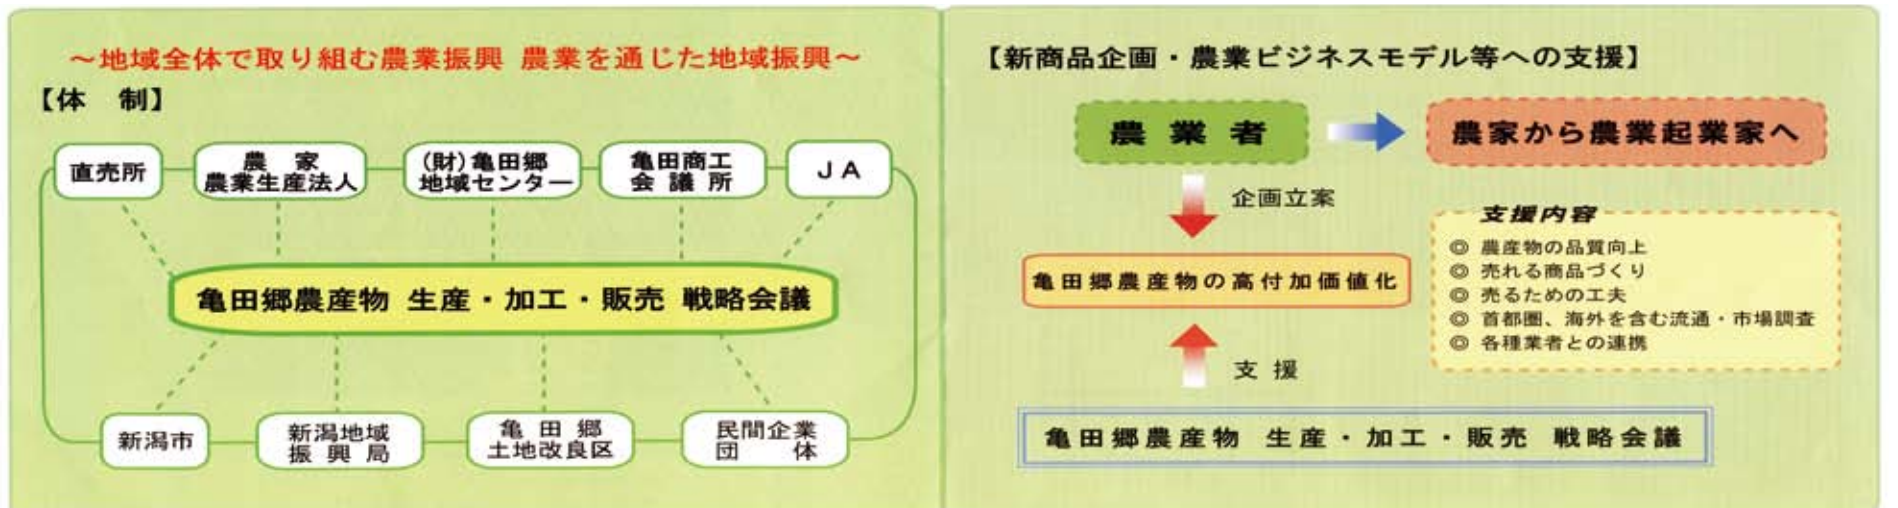 ～地域全体で取り組む農業振興 農業を通じた地域振興～
【体　制】
直売所
農　家
農業生産法人
(財)亀田郷
地域センター
亀田商工
会 議 所
ＪＡ
亀田郷農産物 生産・加工・販売 戦略会議
新潟市
新潟地域
振 興 局
亀 田 郷
土地改良区
民間企業
団　　体
【新商品企画・農業ビジネスモデル等への支援】
農 業 者
農家から農業起業家へ
企画立案
亀田郷農産物の高付加価値化
支 援
亀田郷農産物 生産・加工・販売 戦略会議
支援内容
◎ 農産物の品質向上
◎ 売れる商品づくり
◎ 売るための工夫
◎ 首都圏、海外を含む流通・市場調査
◎ 各種業者との連携